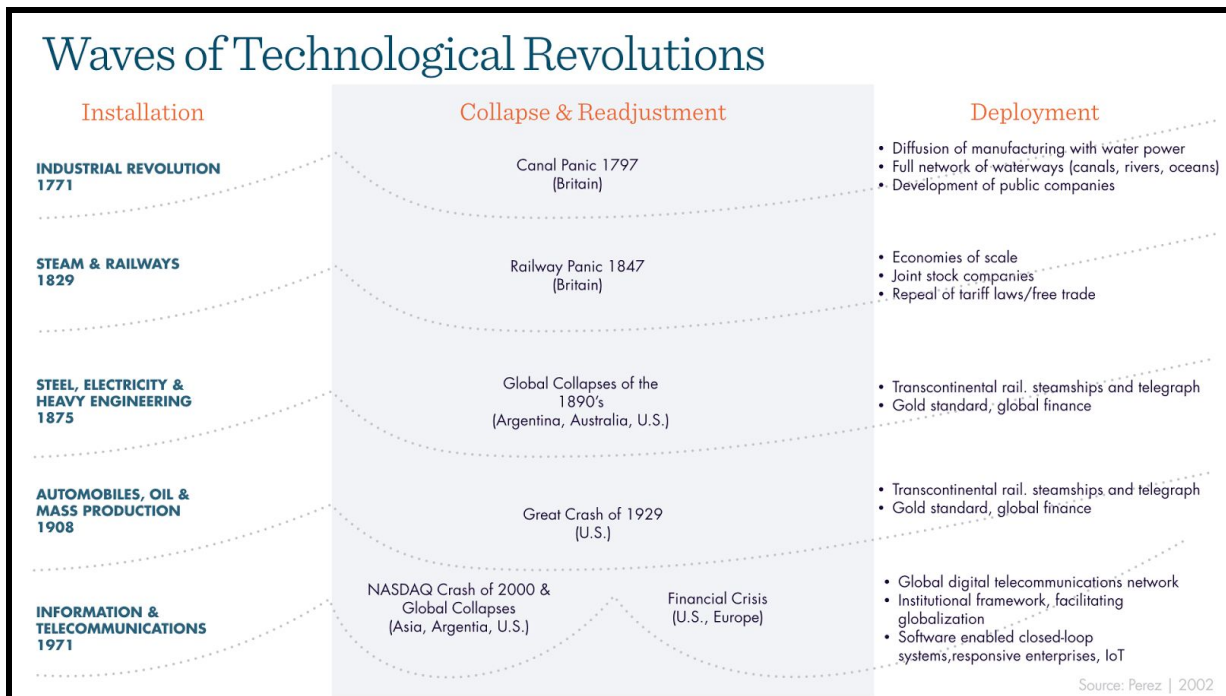 Waves of Technological Revolutions
Installation
Collapse & Readjustment
Deployment
INDUSTRIAL REVOLUTION
1771
Canal Panic 1797
(Britain)
• Diffusion of manufacturing with water power
• Full network of waterways (canals, rivers, oceans)
• Development of public companies
STEAM & RAILWAYS
1829
Railway Panic 1847
(Britain)
• Economies of scale
• Joint stock companies
• Repeal of tariff laws/free trade
STEEL, ELECTRICITY &
HEAVY ENGINEERING
1875
Global Collapses of the
1890's
(Argentina, Australia, U.S.)
• Transcontinental rail. steamships and telegraph
• Gold standard, global finance
AUTOMOBILES, OIL &
MASS PRODUCTION
1908
Great Crash of 1929
(U.S.)
• Transcontinental rail. steamships and telegraph
• Gold standard, global finance
INFORMATION &
TELECOMMUNICATIONS
1971
NASDAQ Crash of 2000 &
Global Collapses
(Asia, Argentia, U.S.)
Financial Crisis
(U.S., Europe)
• Global digital telecommunications network
• Institutional framework, facilitating
globalization
• Software enabled closed-loop
systems,responsive enterprises, IoT
Source: Perez | 2002